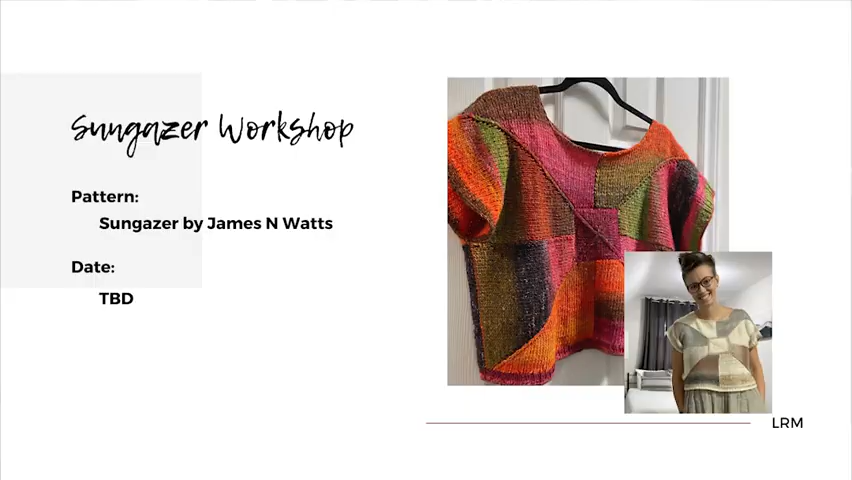 Sungazer Workshop
Pattern:
Sungazer by James N Watts
Date:
TBD
LRM